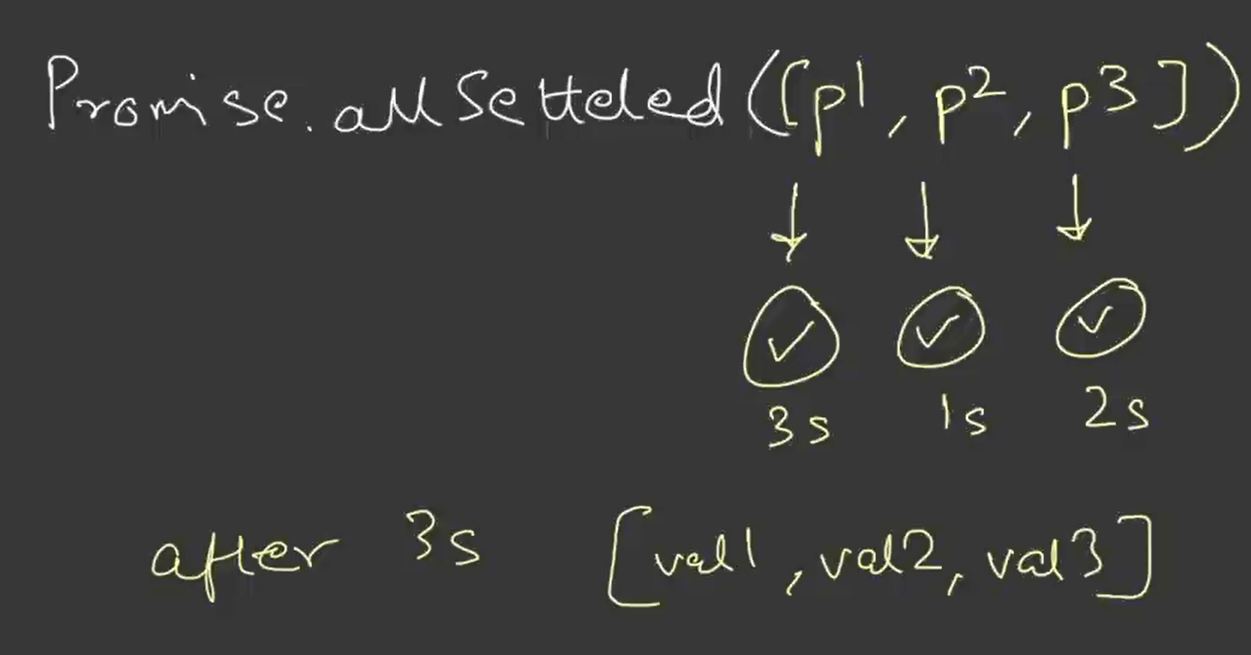 Promise.allSetteled([p1, p2, p3])
3s 1s 2s
after 3s [val1, val2, val3]